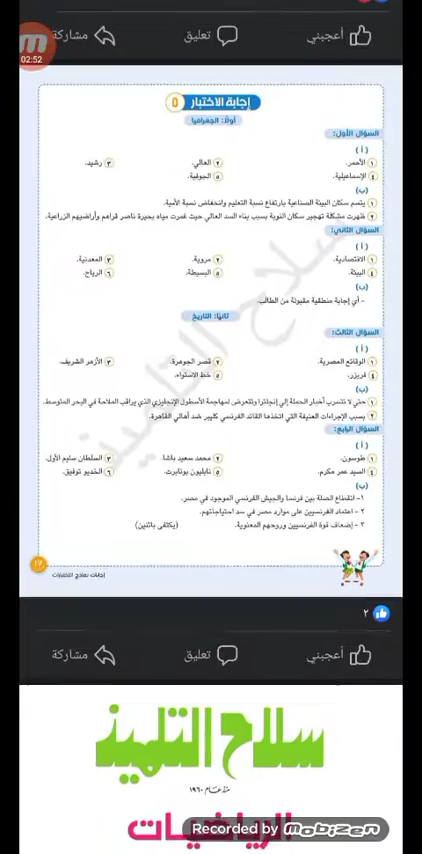 أعجبني تعليق مشاركة
02:52
إجابة الاختبار ٥
أولًا: الجغرافيا
السؤال الأول:
( أ )
١ الأحمر. ٢ العالي. ٣ رشيد.
٤ الإسماعيلية. ٥ الجوفية.
(ب)
١ يتسم سكان البيئة الصناعية بارتفاع نسبة التعليم وانخفاض نسبة الأمية.
٢ ظهرت مشكلة تهجير سكان النوبة بسبب بناء السد العالي حيث غمرت مياه بحيرة ناصر قراهم وأراضيهم الزراعية.
السؤال الثاني:
( أ )
١ الاقتصادية. ٢ مروية. ٣ المعدنية.
٤ البيئة. ٥ البسيطة. ٦ الرياح.
(ب)
- أي إجابة منطقية مقبولة من الطالب.
ثانيًا: التاريخ
السؤال الثالث:
( أ )
١ الوقائع المصرية. ٢ قصر الجوهرة. ٣ الأزهر الشريف.
٤ فريزر. ٥ خط الاستواء.
(ب)
١ حتى لا تتسرب أخبار الحملة إلى إنجلترا وتتعرض لمهاجمة الأسطول الإنجليزي الذي يراقب الملاحة في البحر المتوسط.
٢ بسبب الإجراءات العنيفة التي اتخذها القائد الفرنسي كليبر ضد أهالي القاهرة.
السؤال الرابع:
( أ )
١ طوسون. ٢ محمد سعيد باشا. ٣ السلطان سليم الأول.
٤ السيد عمر مكرم. ٥ نابليون بونابرت. ٦ الخديو توفيق.
(ب)
١- انقطاع الصلة بين فرنسا والجيش الفرنسي الموجود في مصر.
٢ - اعتماد الفرنسيين على موارد مصر في سد احتياجاتهم.
٣ - إضعاف قوة الفرنسيين وروحهم المعنوية. (يكتفى باثنين)
سلاح التلميذ
١٧
إجابات نماذج الاختبارات
٢
أعجبني تعليق مشاركة
سلاح التلميذ
منذ عام ١٩٦٠
الرياضيات
Recorded by mobizen